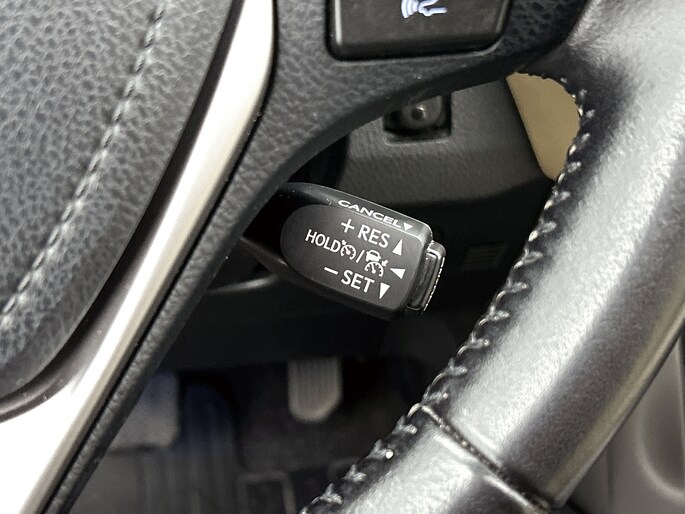 CANCEL▼
+ RES ▲
HOLD /
− SET ▼